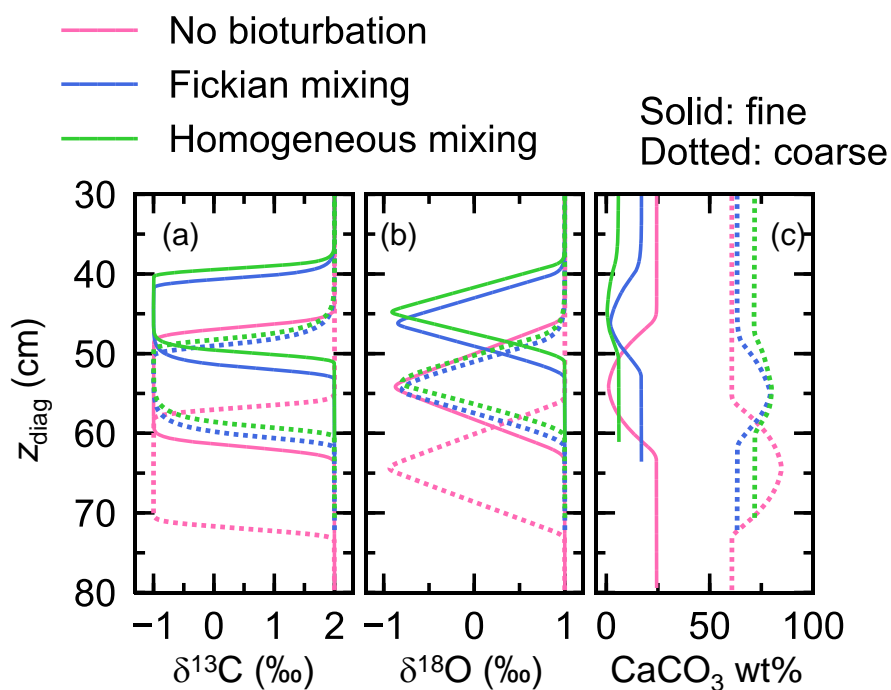 No bioturbation
Fickian mixing
Homogeneous mixing
Solid: fine
Dotted: coarse
(a)
(b)
(c)
30
40
50
60
70
80
z_diag (cm)
−1 0 1 2
−1 0 1
0 50 100
δ¹³C (‰)
δ¹⁸O (‰)
CaCO₃ wt%